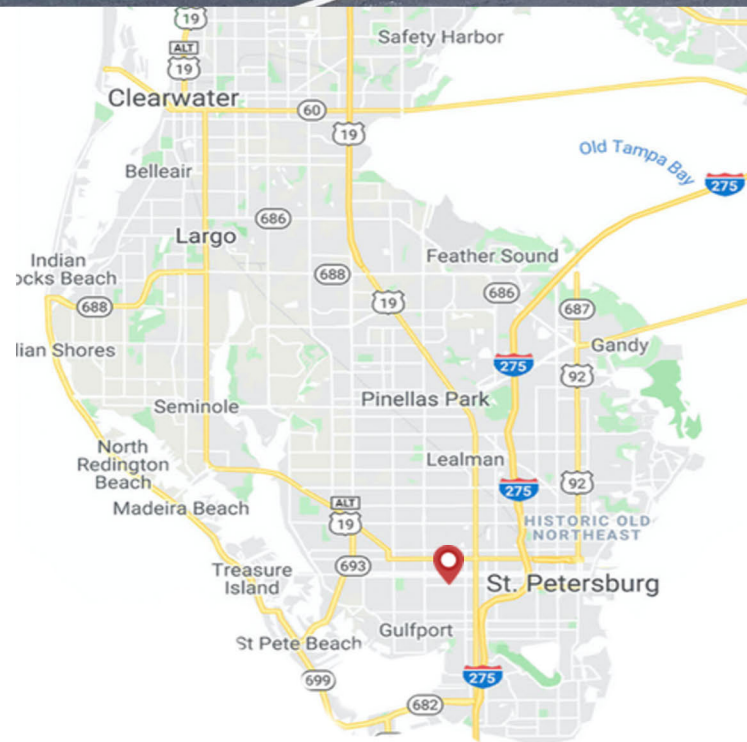 19
Safety Harbor
ALT
19
Clearwater
60
19
Old Tampa Bay
Belleair
275
686
Largo
Feather Sound
Indian
ocks Beach
688
686
19
688
687
lian Shores
Gandy
275
92
Pinellas Park
Seminole
North
Redington
Beach
Lealman
92
275
ALT
19
Madeira Beach
HISTORIC OLD
NORTHEAST
693
Treasure
Island
St. Petersburg
Gulfport
St Pete Beach
275
699
682